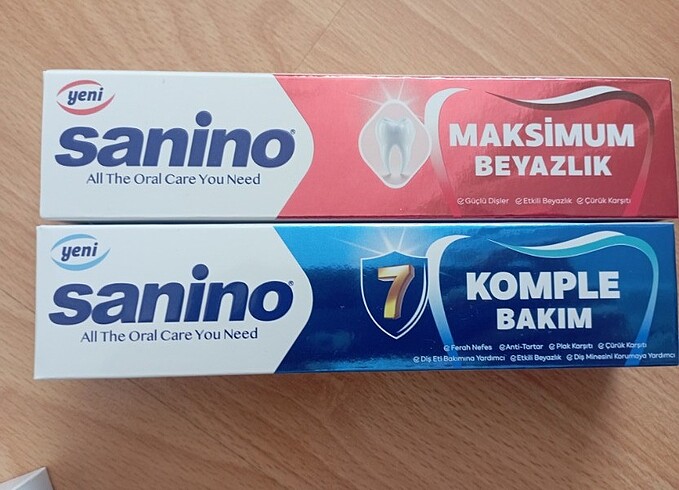 yeni
sanino®
All The Oral Care You Need
MAKSİMUM
BEYAZLIK
Güçlü Dişler Etkili Beyazlık Çürük Karşıtı
yeni
sanino®
All The Oral Care You Need
7
KOMPLE
BAKIM
Ferah Nefes Anti-Tartar Plak Karşıtı Çürük Karşıtı
Diş Eti Bakımına Yardımcı Etkili Beyazlık Diş Minesini Korumaya Yardımcı